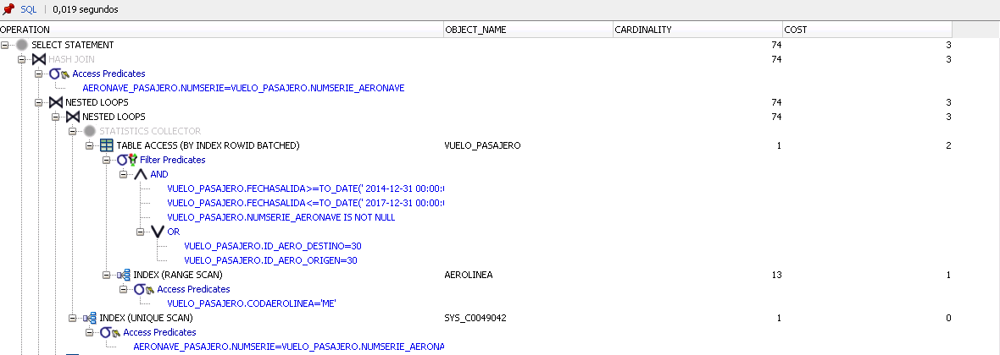 SQL | 0,019 segundos
OPERATION OBJECT_NAME CARDINALITY COST
SELECT STATEMENT 74 3
HASH JOIN 74 3
Access Predicates
AERONAVE_PASAJERO.NUMSERIE=VUELO_PASAJERO.NUMSERIE_AERONAVE
NESTED LOOPS 74 3
NESTED LOOPS 74 3
STATISTICS COLLECTOR
TABLE ACCESS (BY INDEX ROWID BATCHED) VUELO_PASAJERO 1 2
Filter Predicates
AND
VUELO_PASAJERO.FECHASALIDA>=TO_DATE(' 2014-12-31 00:00:0
VUELO_PASAJERO.FECHASALIDA<=TO_DATE(' 2017-12-31 00:00:0
VUELO_PASAJERO.NUMSERIE_AERONAVE IS NOT NULL
OR
VUELO_PASAJERO.ID_AERO_DESTINO=30
VUELO_PASAJERO.ID_AERO_ORIGEN=30
INDEX (RANGE SCAN) AEROLINEA 13 1
Access Predicates
VUELO_PASAJERO.CODAEROLINEA='ME'
INDEX (UNIQUE SCAN) SYS_C0049042 1 0
Access Predicates
AERONAVE_PASAJERO.NUMSERIE=VUELO_PASAJERO.NUMSERIE_AERONA